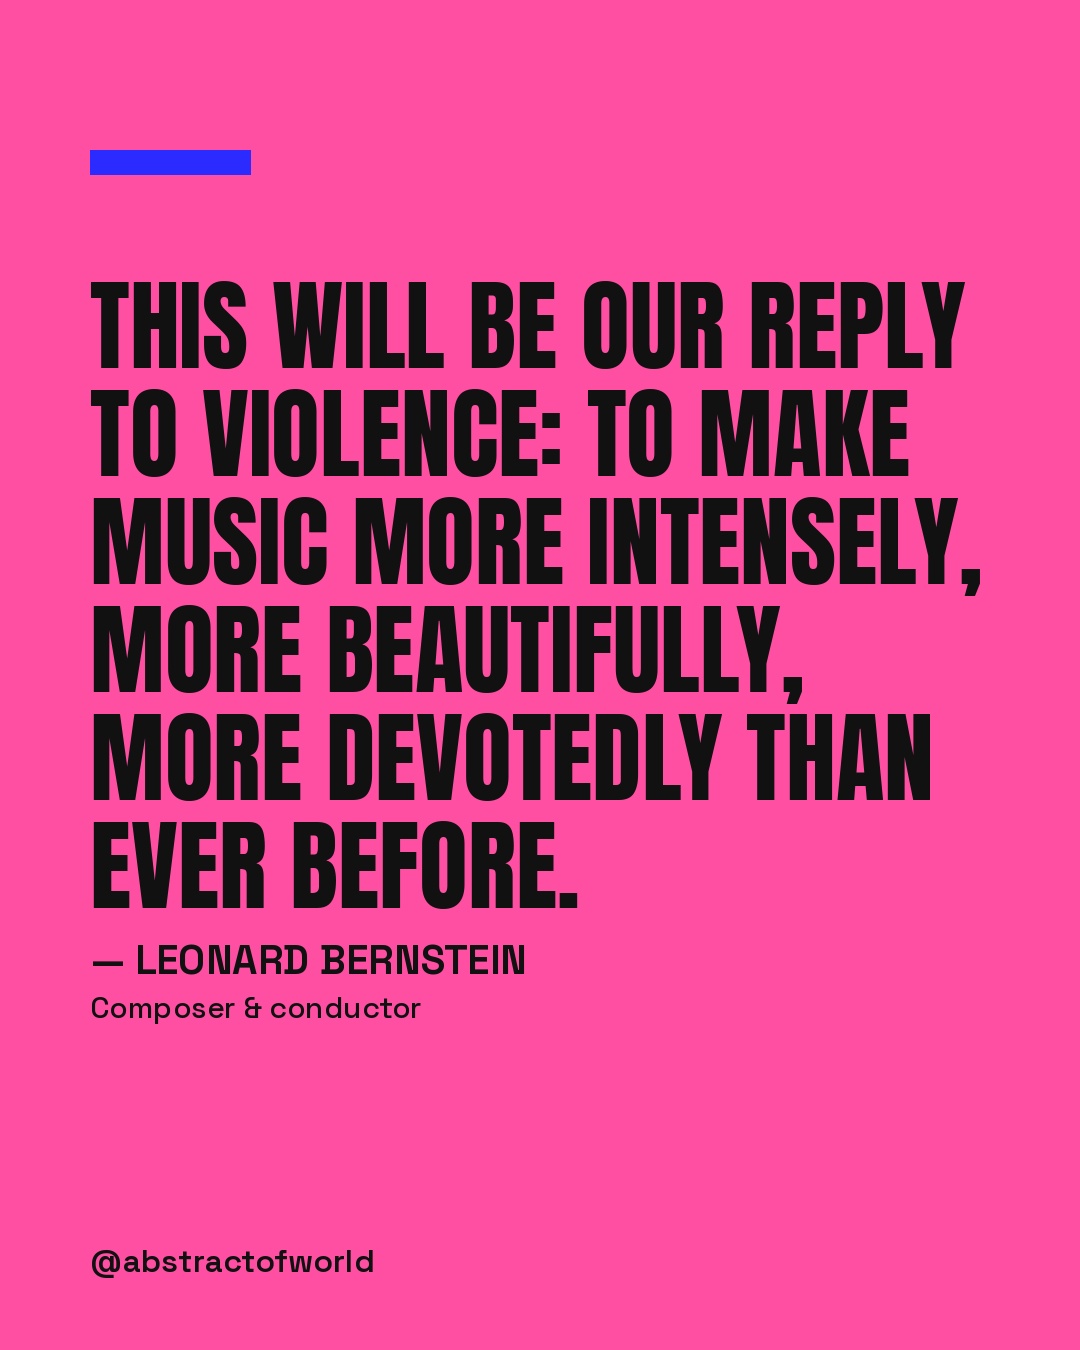 THIS WILL BE OUR REPLY
TO VIOLENCE: TO MAKE
MUSIC MORE INTENSELY,
MORE BEAUTIFULLY,
MORE DEVOTEDLY THAN
EVER BEFORE.
— LEONARD BERNSTEIN
Composer & conductor
@abstractofworld